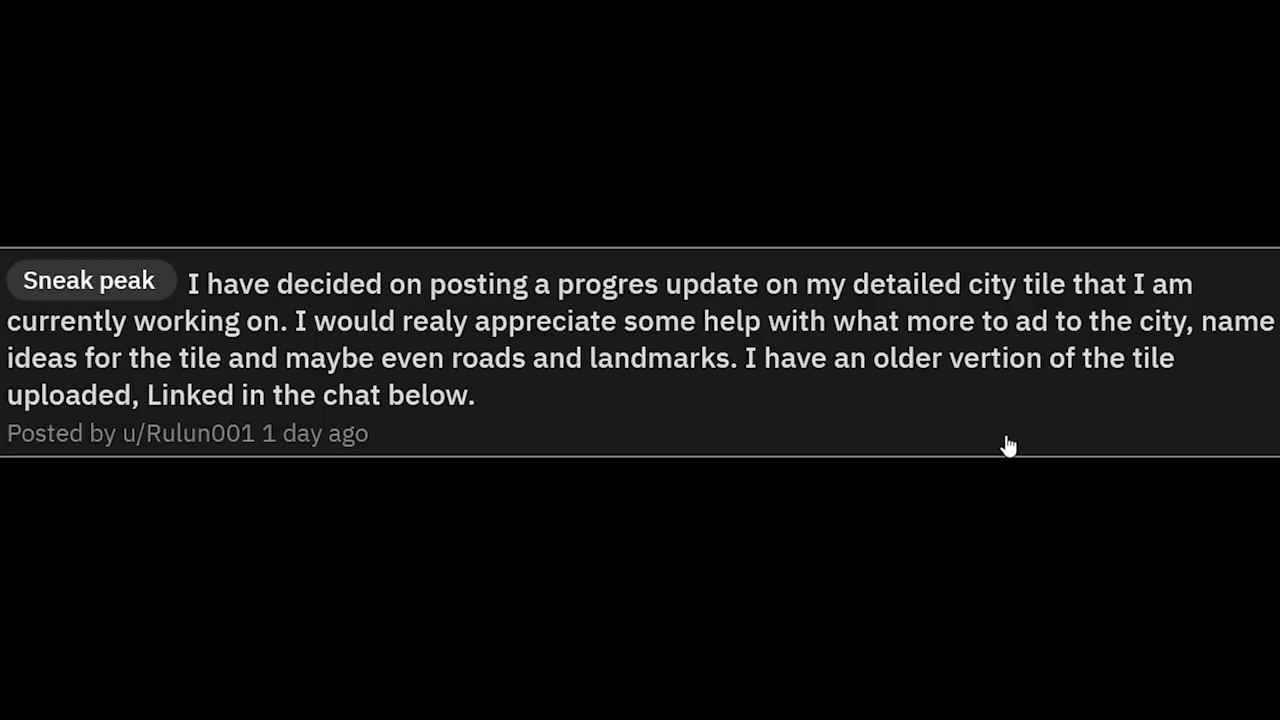 Sneak peak I have decided on posting a progres update on my detailed city tile that I am
currently working on. I would realy appreciate some help with what more to ad to the city, name
ideas for the tile and maybe even roads and landmarks. I have an older vertion of the tile
uploaded, Linked in the chat below.
Posted by u/Rulun001 1 day ago